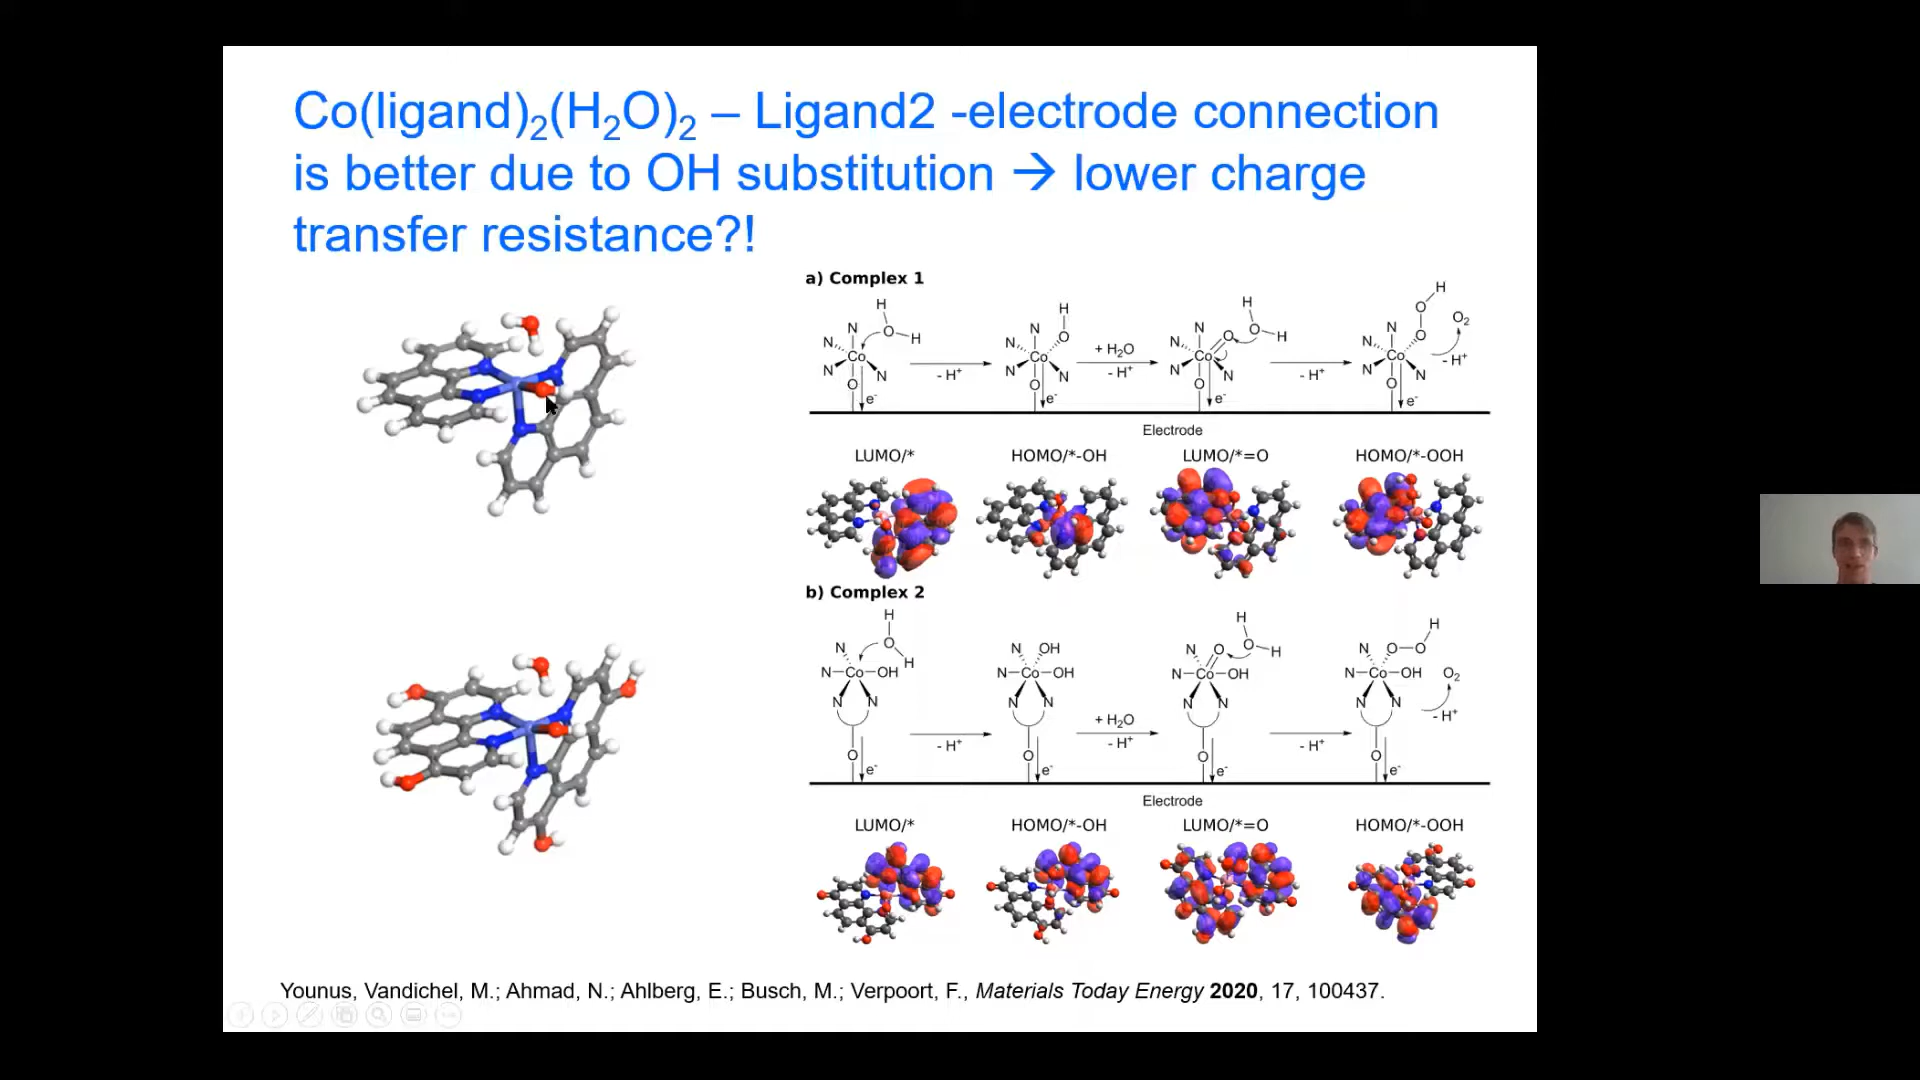 Co(ligand)₂(H₂O)₂ – Ligand2 -electrode connection
is better due to OH substitution → lower charge
transfer resistance?!
a) Complex 1
H
O
H
N
N
Co
N
N
O
e⁻
- H⁺
H
O
N
N
Co
N
N
O
e⁻
+ H₂O
- H⁺
H
O
H
N
O
N
Co
N
N
O
e⁻
- H⁺
H
O
O
N
N
Co
N
N
O
e⁻
O₂
- H⁺
Electrode
LUMO/* HOMO/*-OH LUMO/*=O HOMO/*-OOH
b) Complex 2
H
O
H
N
N–Co–OH
N N
O
e⁻
- H⁺
N OH
N–Co–OH
N N
O
e⁻
+ H₂O
- H⁺
H
O
H
N O
N–Co–OH
N N
O
e⁻
- H⁺
H
N O–O
N–Co–OH
N N
O
e⁻
O₂
- H⁺
Electrode
LUMO/* HOMO/*-OH LUMO/*=O HOMO/*-OOH
Younus, Vandichel, M.; Ahmad, N.; Ahlberg, E.; Busch, M.; Verpoort, F., Materials Today Energy 2020, 17, 100437.